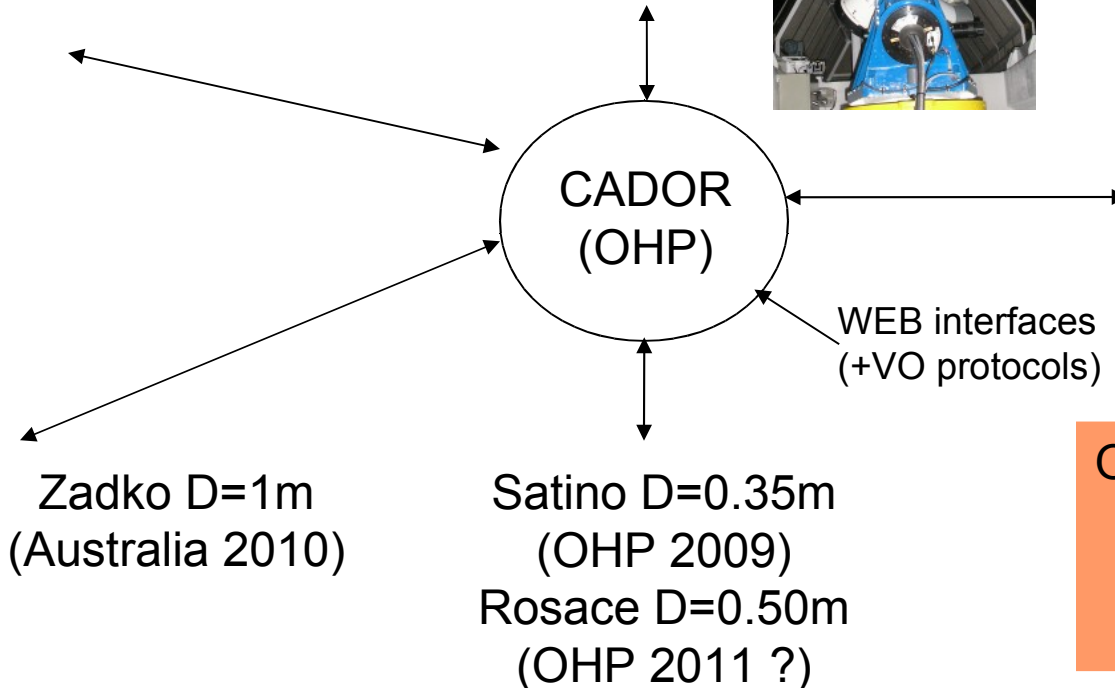 CADOR
(OHP)
WEB interfaces
(+VO protocols)
Zadko D=1m
(Australia 2010)
Satino D=0.35m
(OHP 2009)
Rosace D=0.50m
(OHP 2011 ?)